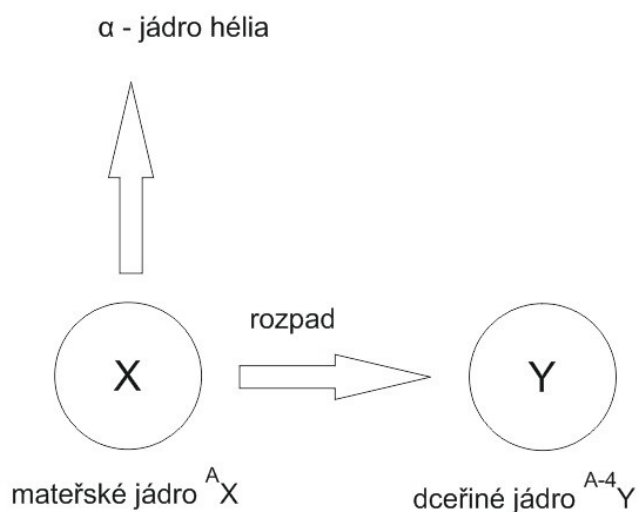 α - jádro hélia
rozpad
X
Y
mateřské jádro ᴬX
dceřiné jádro ᴬ⁻⁴Y